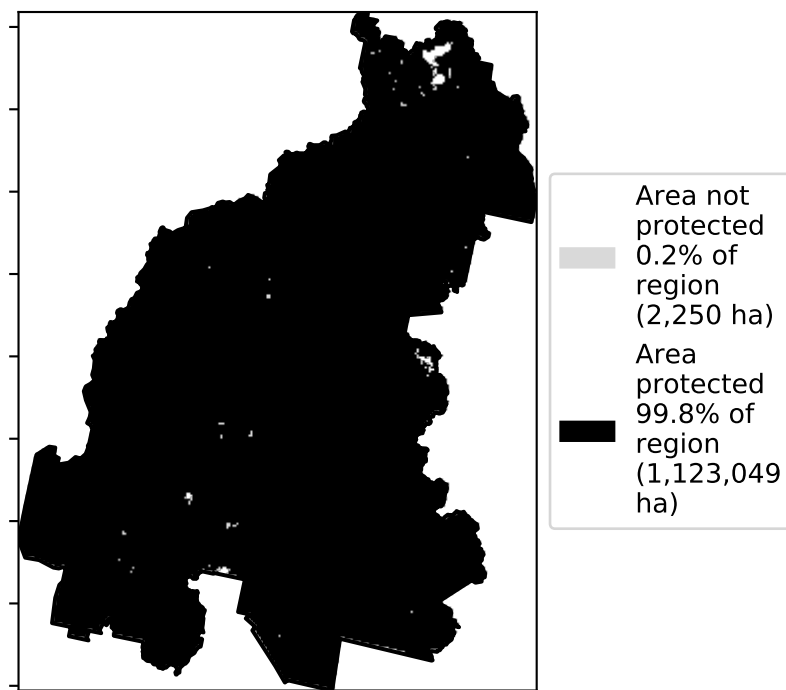 Area not
protected
0.2% of
region
(2,250 ha)
Area
protected
99.8% of
region
(1,123,049
ha)